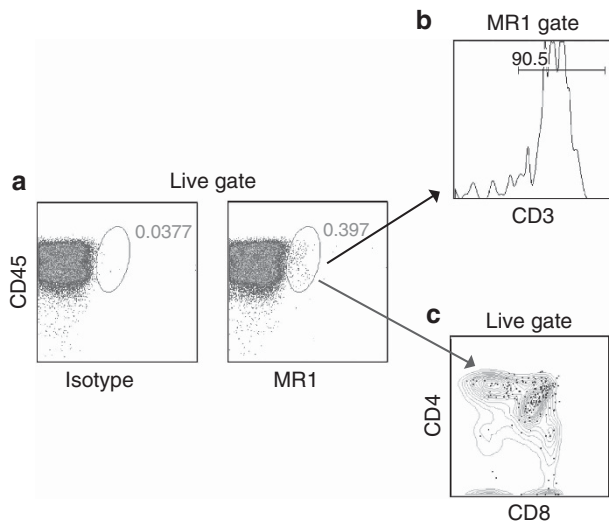 b
MR1 gate
90.5
CD3
a
Live gate
0.0377
0.397
CD45
Isotype
MR1
c
Live gate
CD4
CD8